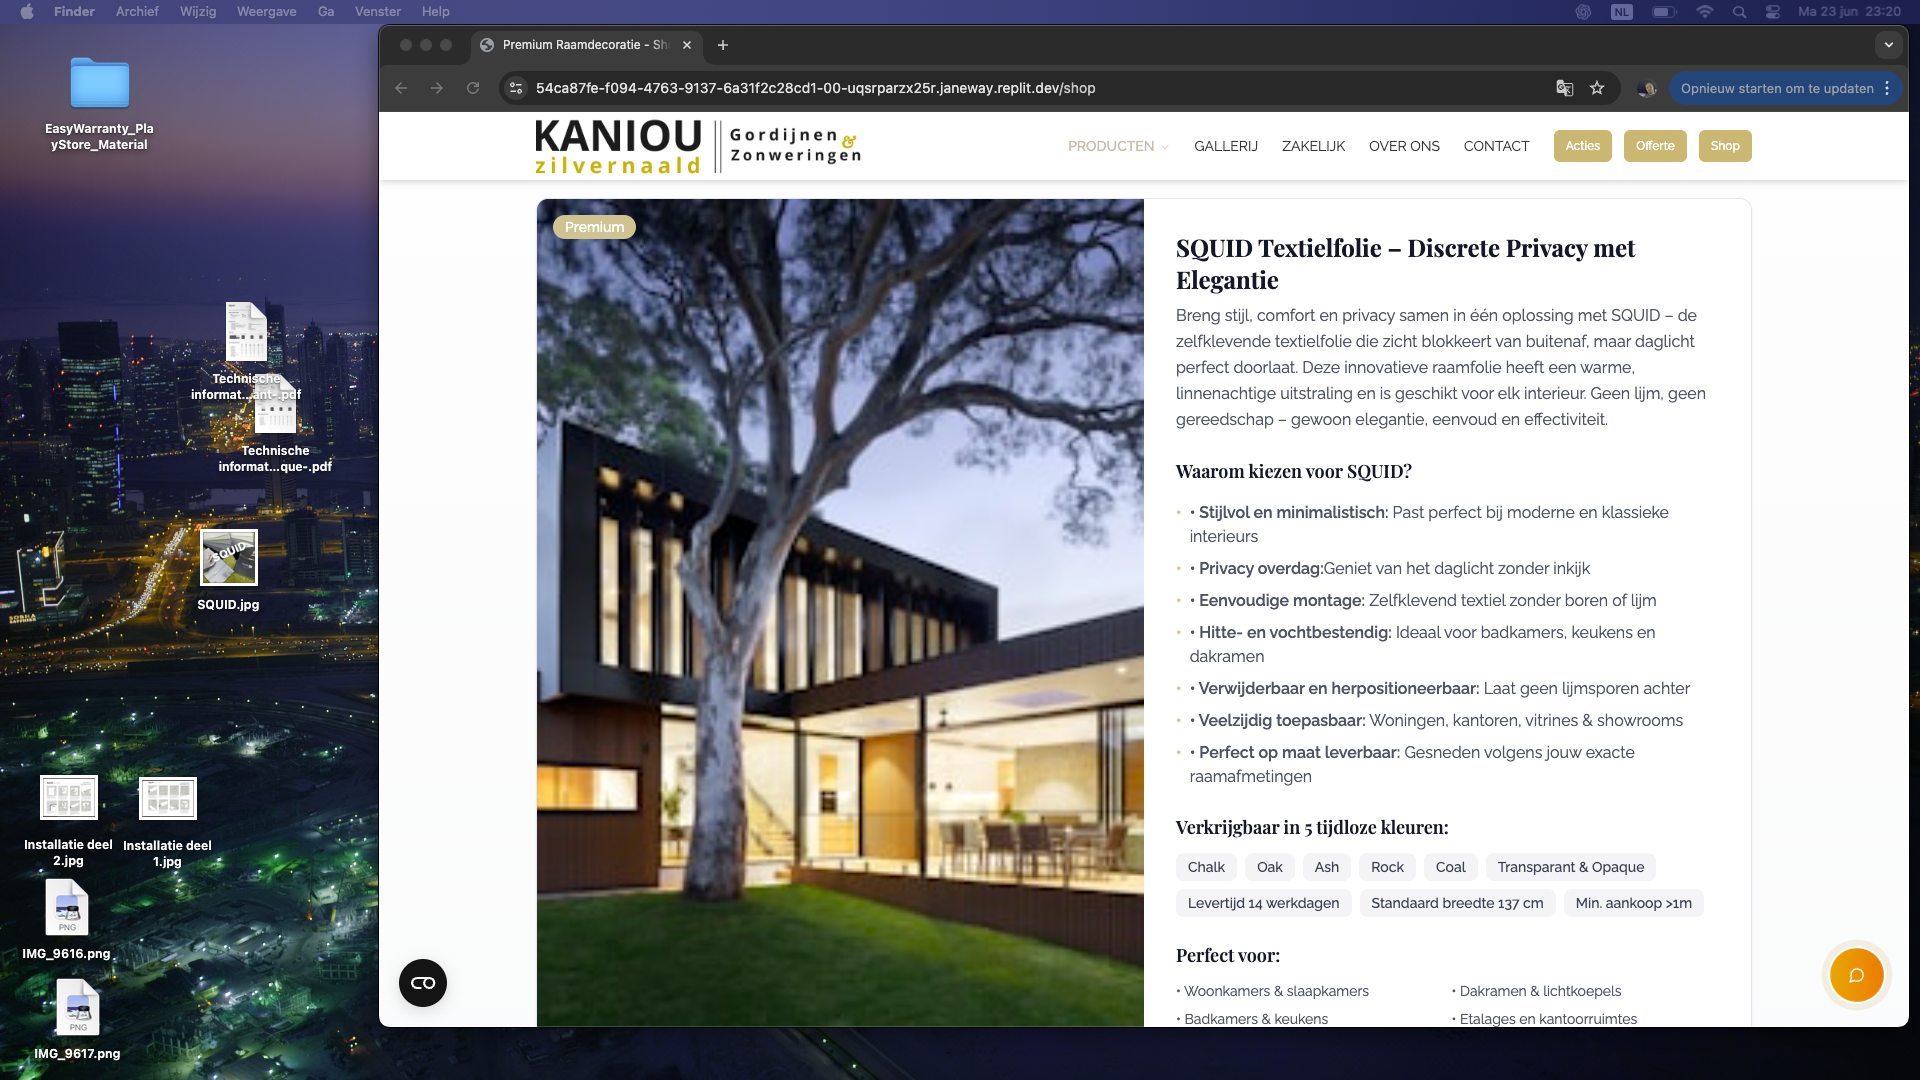 Finder Archief Wijzig Weergave Ga Venster Help NL Ma 23 jun 23:20
Premium Raamdecoratie - Sh
54ca87fe-f094-4763-9137-6a31f2c28cd1-00-uqsrparzx25r.janeway.replit.dev/shop
Opnieuw starten om te updaten
EasyWarranty_Pla
yStore_Material
Technische
informat...ant-.pdf
Technische
informat...que-.pdf
SQUID
SQUID.jpg
Installatie deel
2.jpg
Installatie deel
1.jpg
PNG
IMG_9616.png
PNG
IMG_9617.png
KANIOU
zilvernaald
Gordijnen &
Zonweringen
PRODUCTEN GALLERIJ ZAKELIJK OVER ONS CONTACT Acties Offerte Shop
Premium
SQUID Textielfolie – Discrete Privacy met
Elegantie
Breng stijl, comfort en privacy samen in één oplossing met SQUID – de
zelfklevende textielfolie die zicht blokkeert van buitenaf, maar daglicht
perfect doorlaat. Deze innovatieve raamfolie heeft een warme,
linnenachtige uitstraling en is geschikt voor elk interieur. Geen lijm, geen
gereedschap – gewoon elegantie, eenvoud en effectiviteit.
Waarom kiezen voor SQUID?
• • Stijlvol en minimalistisch: Past perfect bij moderne en klassieke
interieurs
• • Privacy overdag:Geniet van het daglicht zonder inkijk
• • Eenvoudige montage: Zelfklevend textiel zonder boren of lijm
• • Hitte- en vochtbestendig: Ideaal voor badkamers, keukens en
dakramen
• • Verwijderbaar en herpositioneerbaar: Laat geen lijmsporen achter
• • Veelzijdig toepasbaar: Woningen, kantoren, vitrines & showrooms
• • Perfect op maat leverbaar: Gesneden volgens jouw exacte
raamafmetingen
Verkrijgbaar in 5 tijdloze kleuren:
Chalk Oak Ash Rock Coal Transparant & Opaque
Levertijd 14 werkdagen Standaard breedte 137 cm Min. aankoop >1m
Perfect voor:
• Woonkamers & slaapkamers • Dakramen & lichtkoepels
• Badkamers & keukens • Etalages en kantoorruimtes